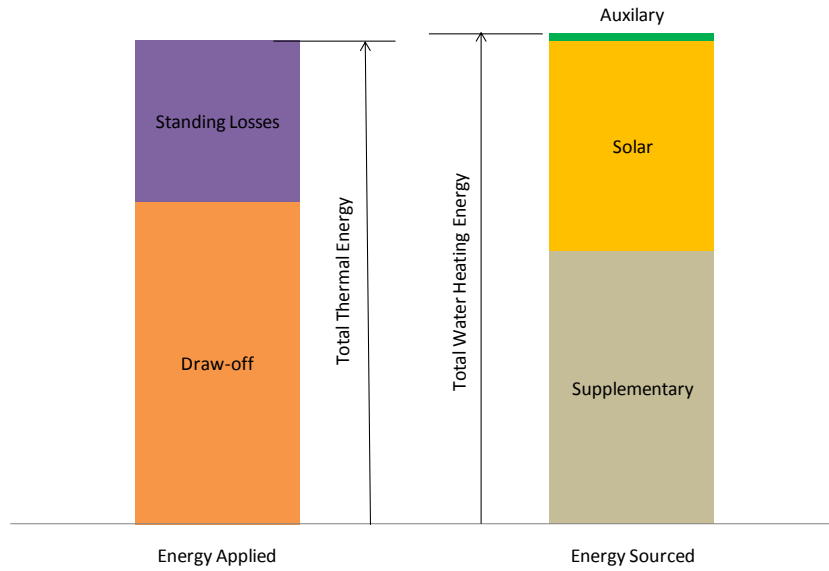 Auxilary
Standing Losses
Solar
Total Thermal Energy
Total Water Heating Energy
Draw-off
Supplementary
Energy Applied
Energy Sourced